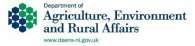 Department of
Agriculture, Environment
and Rural Affairs
www.daera-ni.gov.uk